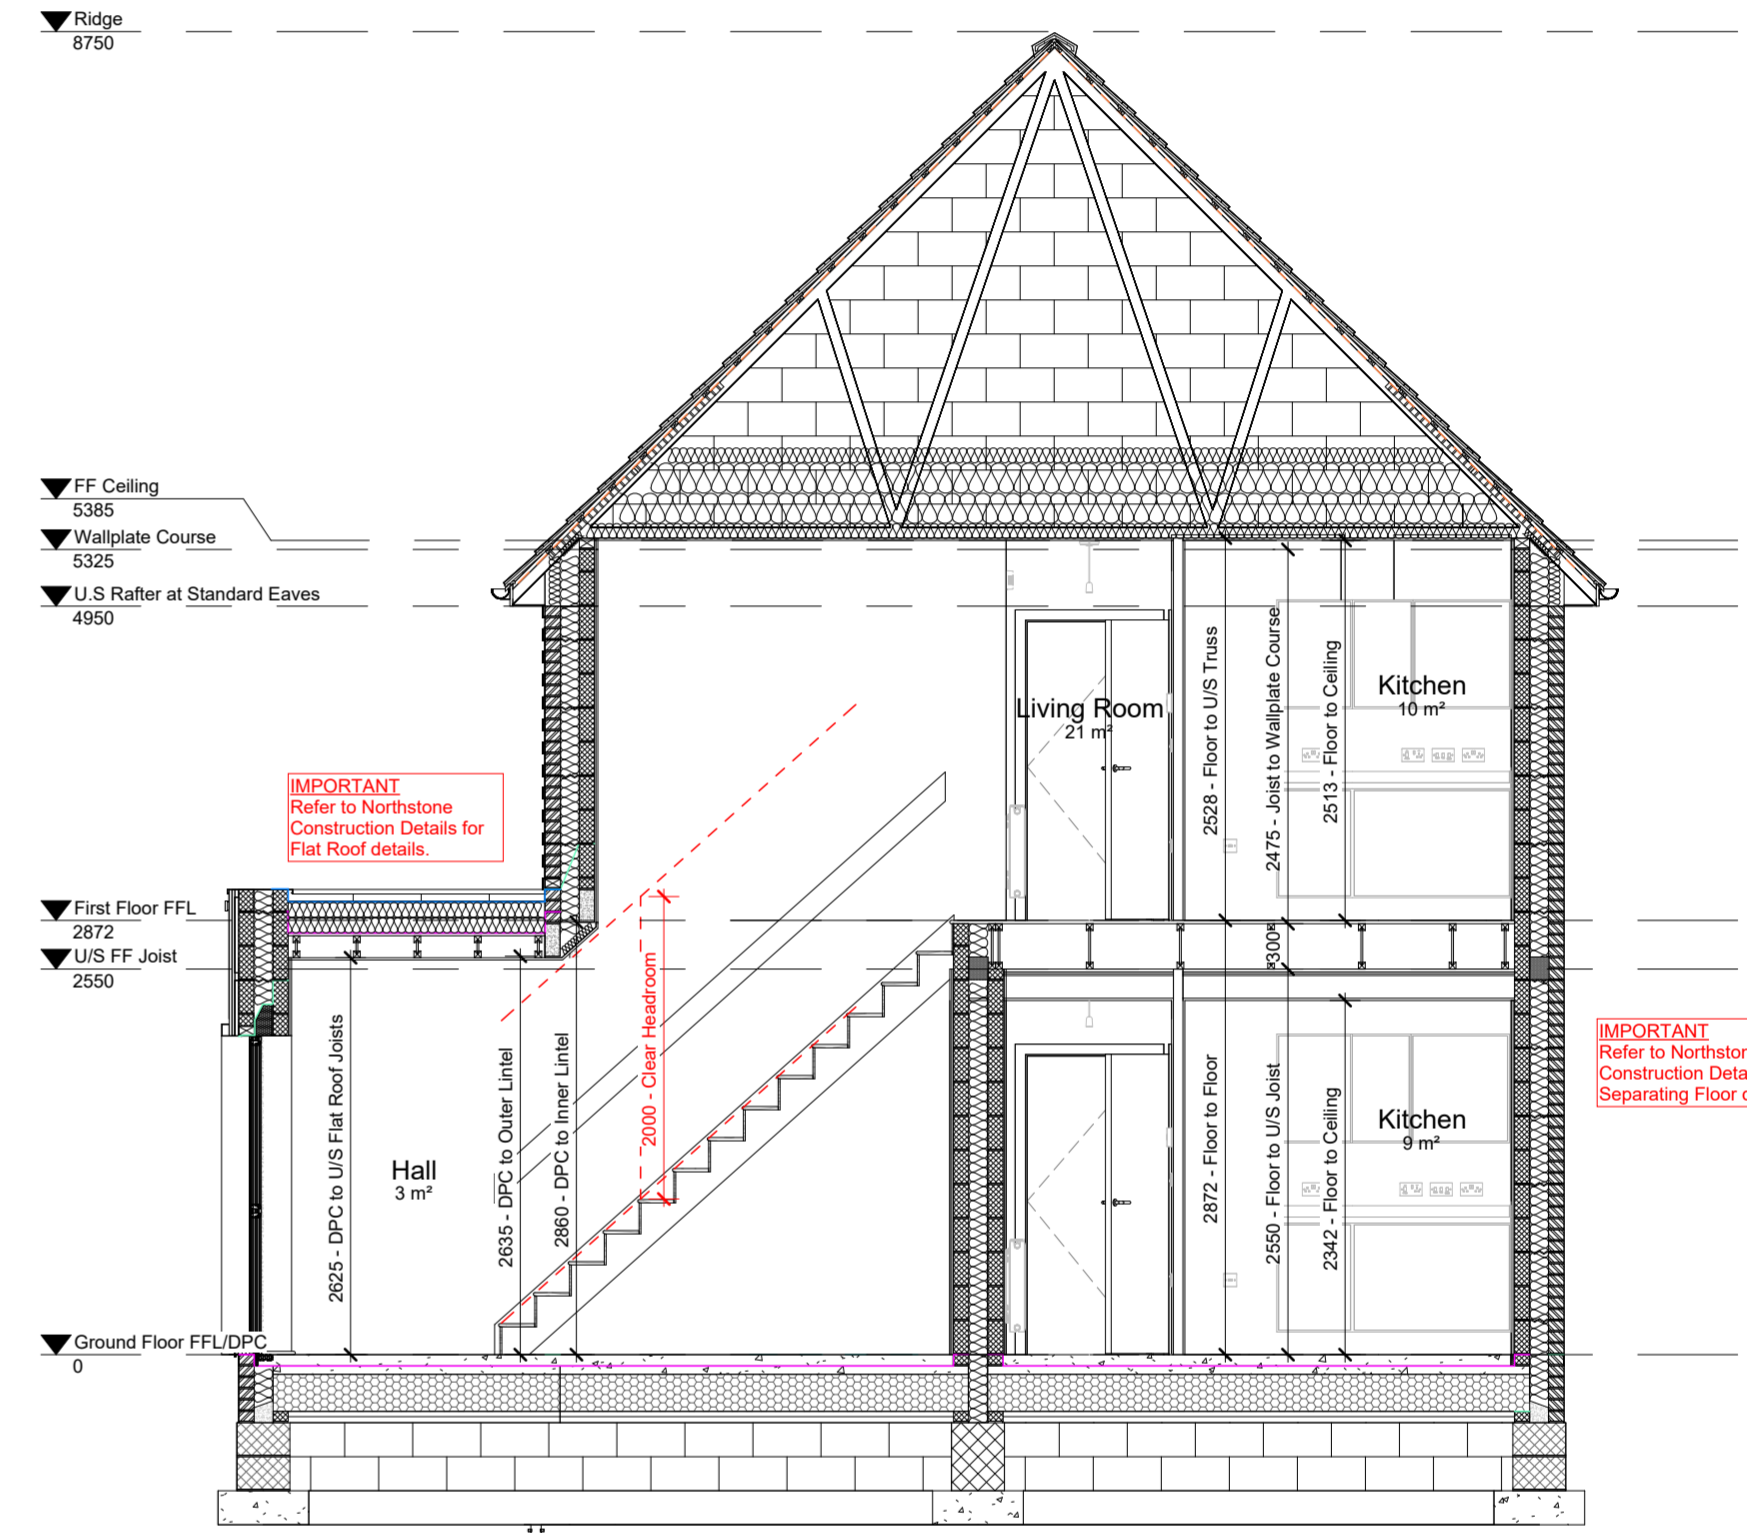 Ridge
8750
FF Ceiling
5385
Wallplate Course
5325
U.S Rafter at Standard Eaves
4950
IMPORTANT
Refer to Northstone
Construction Details for
Flat Roof details.
First Floor FFL
2872
U/S FF Joist
2550
Ground Floor FFL/DPC
0
Living Room
21 m²
Kitchen
10 m²
2528 - Floor to U/S Truss
2475 - Joist to Wallplate Course
2513 - Floor to Ceiling
300
Hall
3 m²
2625 - DPC to U/S Flat Roof Joists
2635 - DPC to Outer Lintel
2860 - DPC to Inner Lintel
2000 - Clear Headroom
2872 - Floor to Floor
2550 - Floor to U/S Joist
2342 - Floor to Ceiling
Kitchen
9 m²
IMPORTANT
Refer to Northstor
Construction Deta
Separating Floor